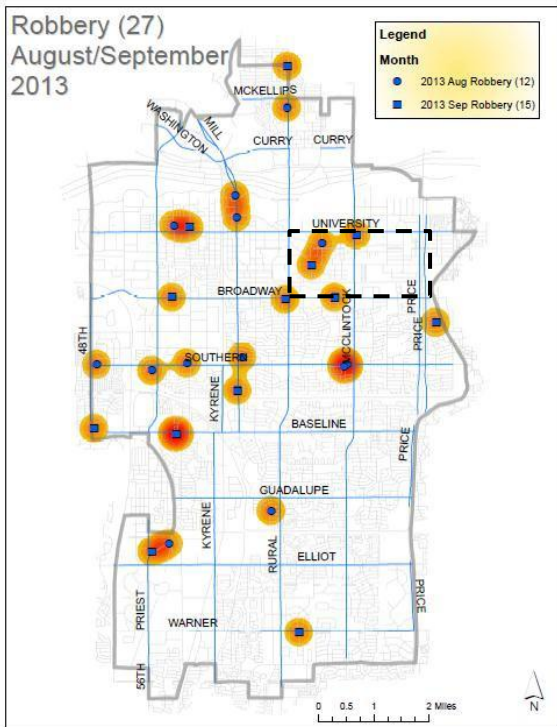 Robbery (27)
August/September
2013
Legend
Month
2013 Aug Robbery (12)
2013 Sep Robbery (15)
MCKELLIPS
WASHINGTON
MILL
CURRY
CURRY
UNIVERSITY
BROADWAY
PRICE
PRICE
MCCLINTOCK
48TH
SOUTHERN
KYRENE
BASELINE
PRICE
GUADALUPE
KYRENE
RURAL
ELLIOT
PRIEST
WARNER
PRICE
56TH
N
0 0.5 1 2 Miles